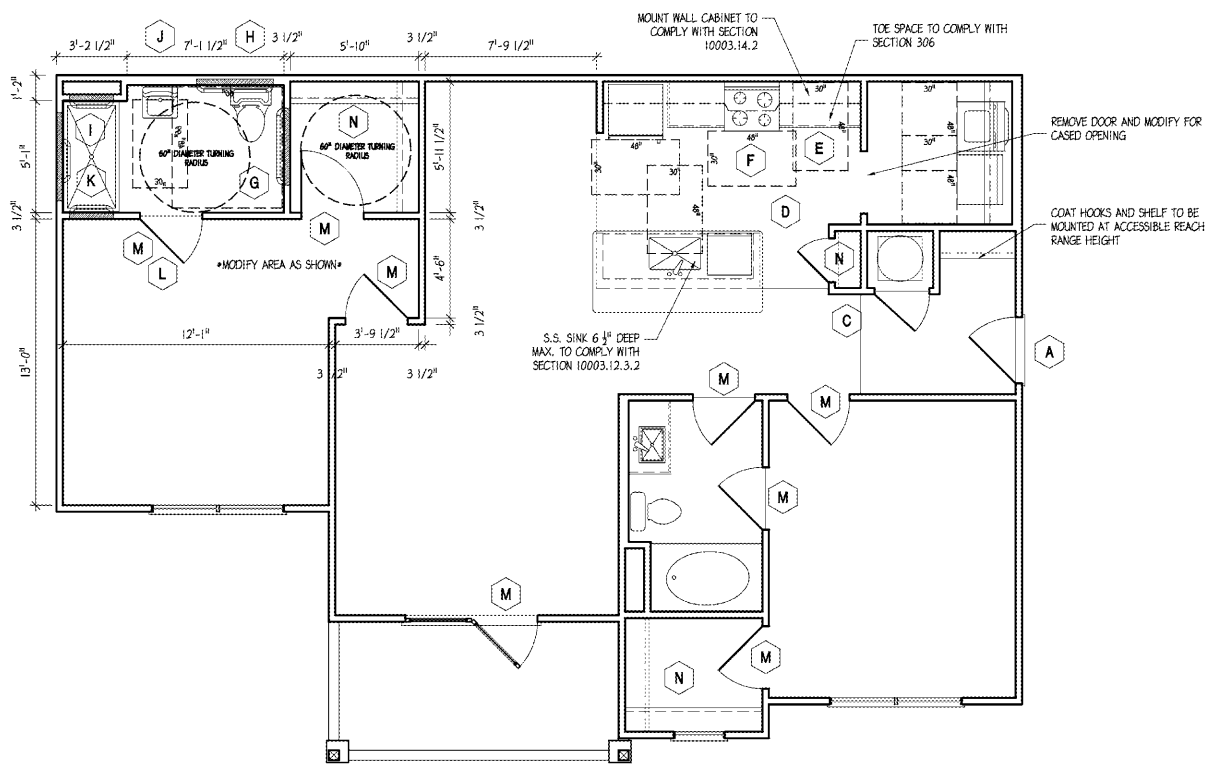 MOUNT WALL CABINET TO
COMPLY WITH SECTION
10003.14.2
TOE SPACE TO COMPLY WITH
SECTION 306
J
H
3'-2 1/2"
7'-1 1/2"
3 1/2"
5'-10"
3 1/2"
7'-9 1/2"
1'-2"
30"
30"
30"
REMOVE DOOR AND MODIFY FOR
CASED OPENING
I
N
48"
48"
48"
48"
E
F
30"
5'-1"
60" DIAMETER TURNING
RADIUS
60" DIAMETER TURNING
RADIUS
5'-11 1/2"
K
30"
G
30"
30"
48"
48"
D
COAT HOOKS AND SHELF TO BE
MOUNTED AT ACCESSIBLE REACH
RANGE HEIGHT
3 1/2"
3 1/2"
M
L
M
*MODIFY AREA AS SHOWN*
M
4'-6"
N
C
A
12'-1"
3'-9 1/2"
3 1/2"
S.S. SINK 6 1/2" DEEP
MAX. TO COMPLY WITH
SECTION 10003.12.3.2
13'-0"
3 1/2"
3 1/2"
M
M
M
M
M
N